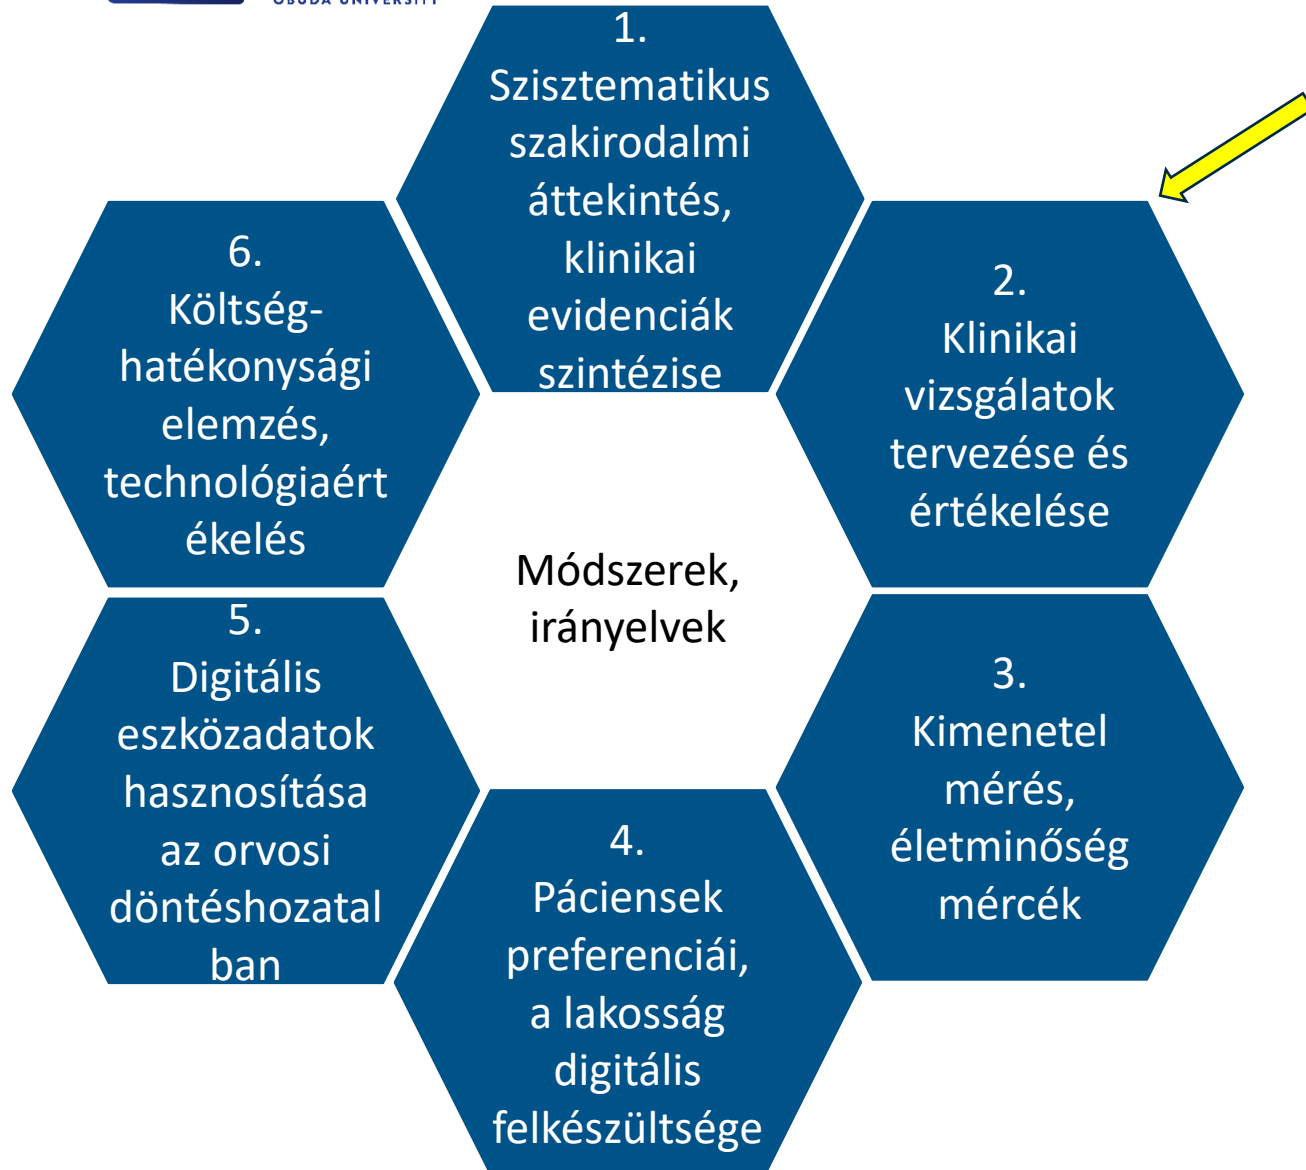 ÓBUDA UNIVERSITY
1.
Szisztematikus
szakirodalmi
áttekintés,
klinikai
evidenciák
szintézise
2.
Klinikai
vizsgálatok
tervezése és
értékelése
3.
Kimenetel
mérés,
életminőség
mércék
4.
Páciensek
preferenciái,
a lakosság
digitális
felkészültsége
5.
Digitális
eszközadatok
hasznosítása
az orvosi
döntéshozatal
ban
6.
Költség-
hatékonysági
elemzés,
technológiaért
ékelés
Módszerek,
irányelvek